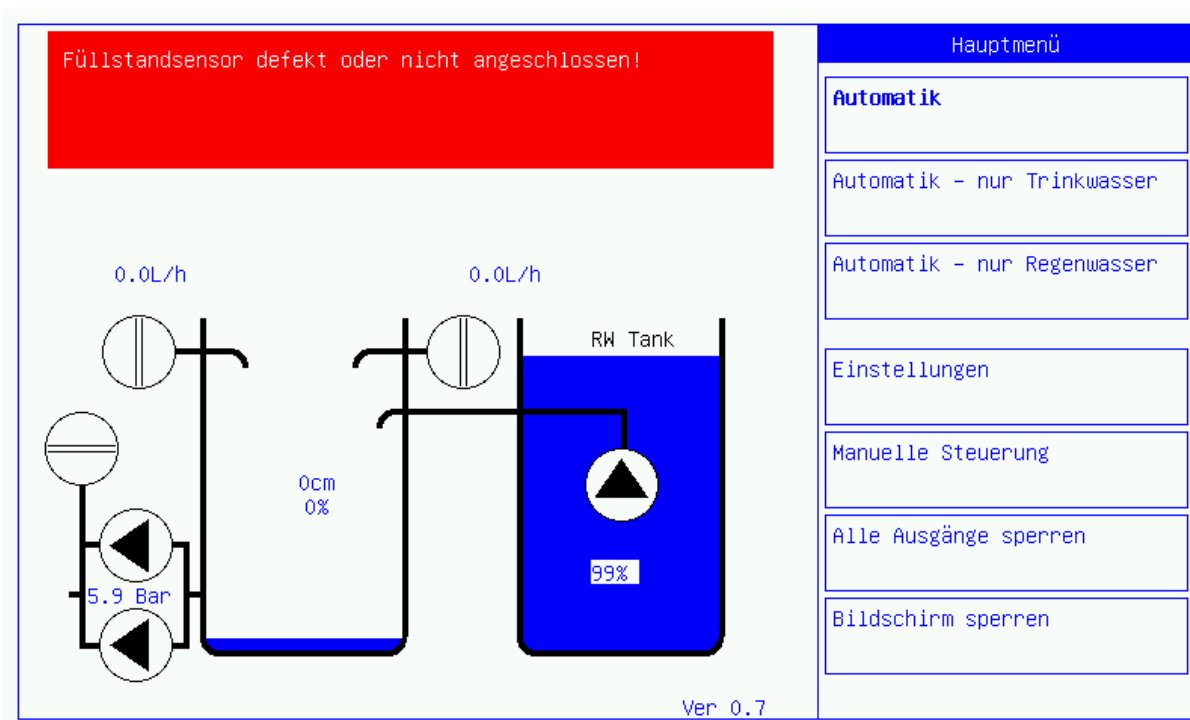 Füllstandsensor defekt oder nicht angeschlossen!
0.0L/h
0.0L/h
RW Tank
0cm
0%
99%
5.9 Bar
Ver 0.7
Hauptmenü
Automatik
Automatik - nur Trinkwasser
Automatik - nur Regenwasser
Einstellungen
Manuelle Steuerung
Alle Ausgänge sperren
Bildschirm sperren